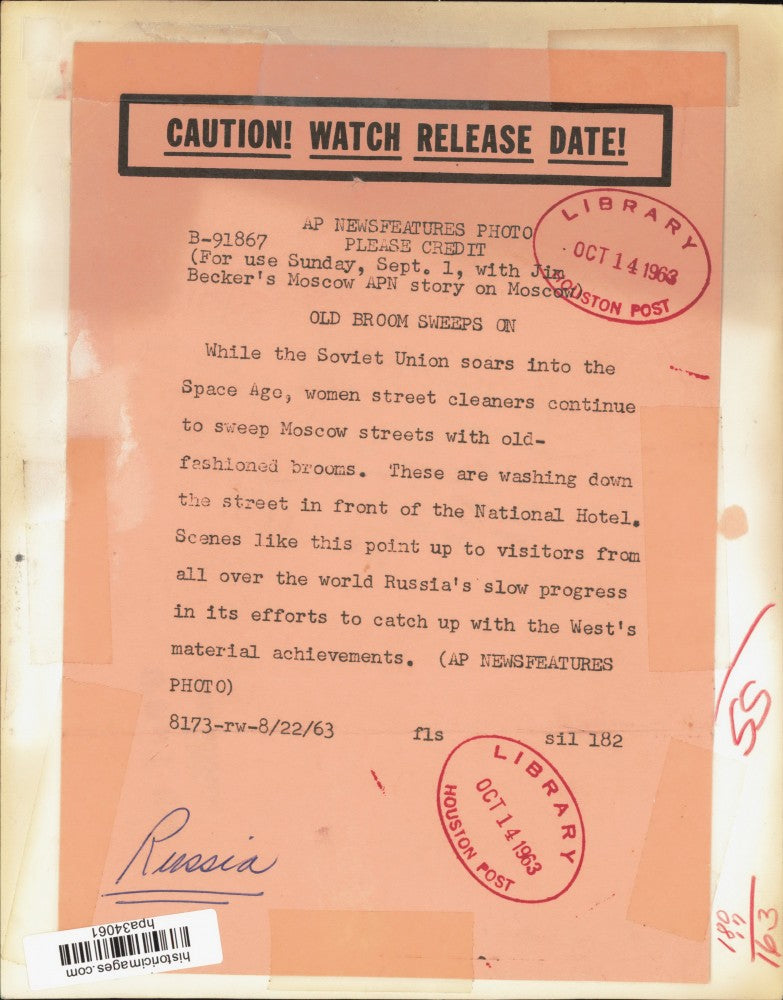 CAUTION! WATCH RELEASE DATE!
AP NEWSFEATURES PHOTO
B-91867 PLEASE CREDIT
(For use Sunday, Sept. 1, with Jim
Becker's Moscow APN story on Moscow)
LIBRARY
OCT 14 1963
HOUSTON POST
OLD BROOM SWEEPS ON
While the Soviet Union soars into the
Space Age, women street cleaners continue
to sweep Moscow streets with old-
fashioned brooms. These are washing down
the street in front of the National Hotel.
Scenes like this point up to visitors from
all over the world Russia's slow progress
in its efforts to catch up with the West's
material achievements. (AP NEWSFEATURES
PHOTO)
8173-rw-8/22/63 fls sil 182
LIBRARY
OCT 14 1963
HOUSTON POST
Russia
historicimages.com
hpa34061
55
180
163